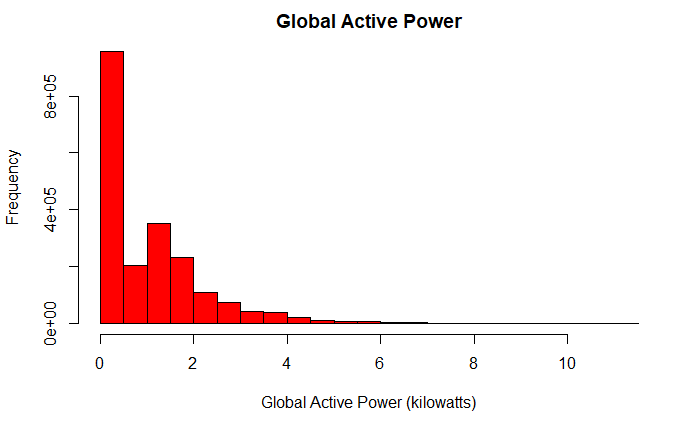 Global Active Power
Frequency
8e+05
4e+05
0e+00
0 2 4 6 8 10
Global Active Power (kilowatts)